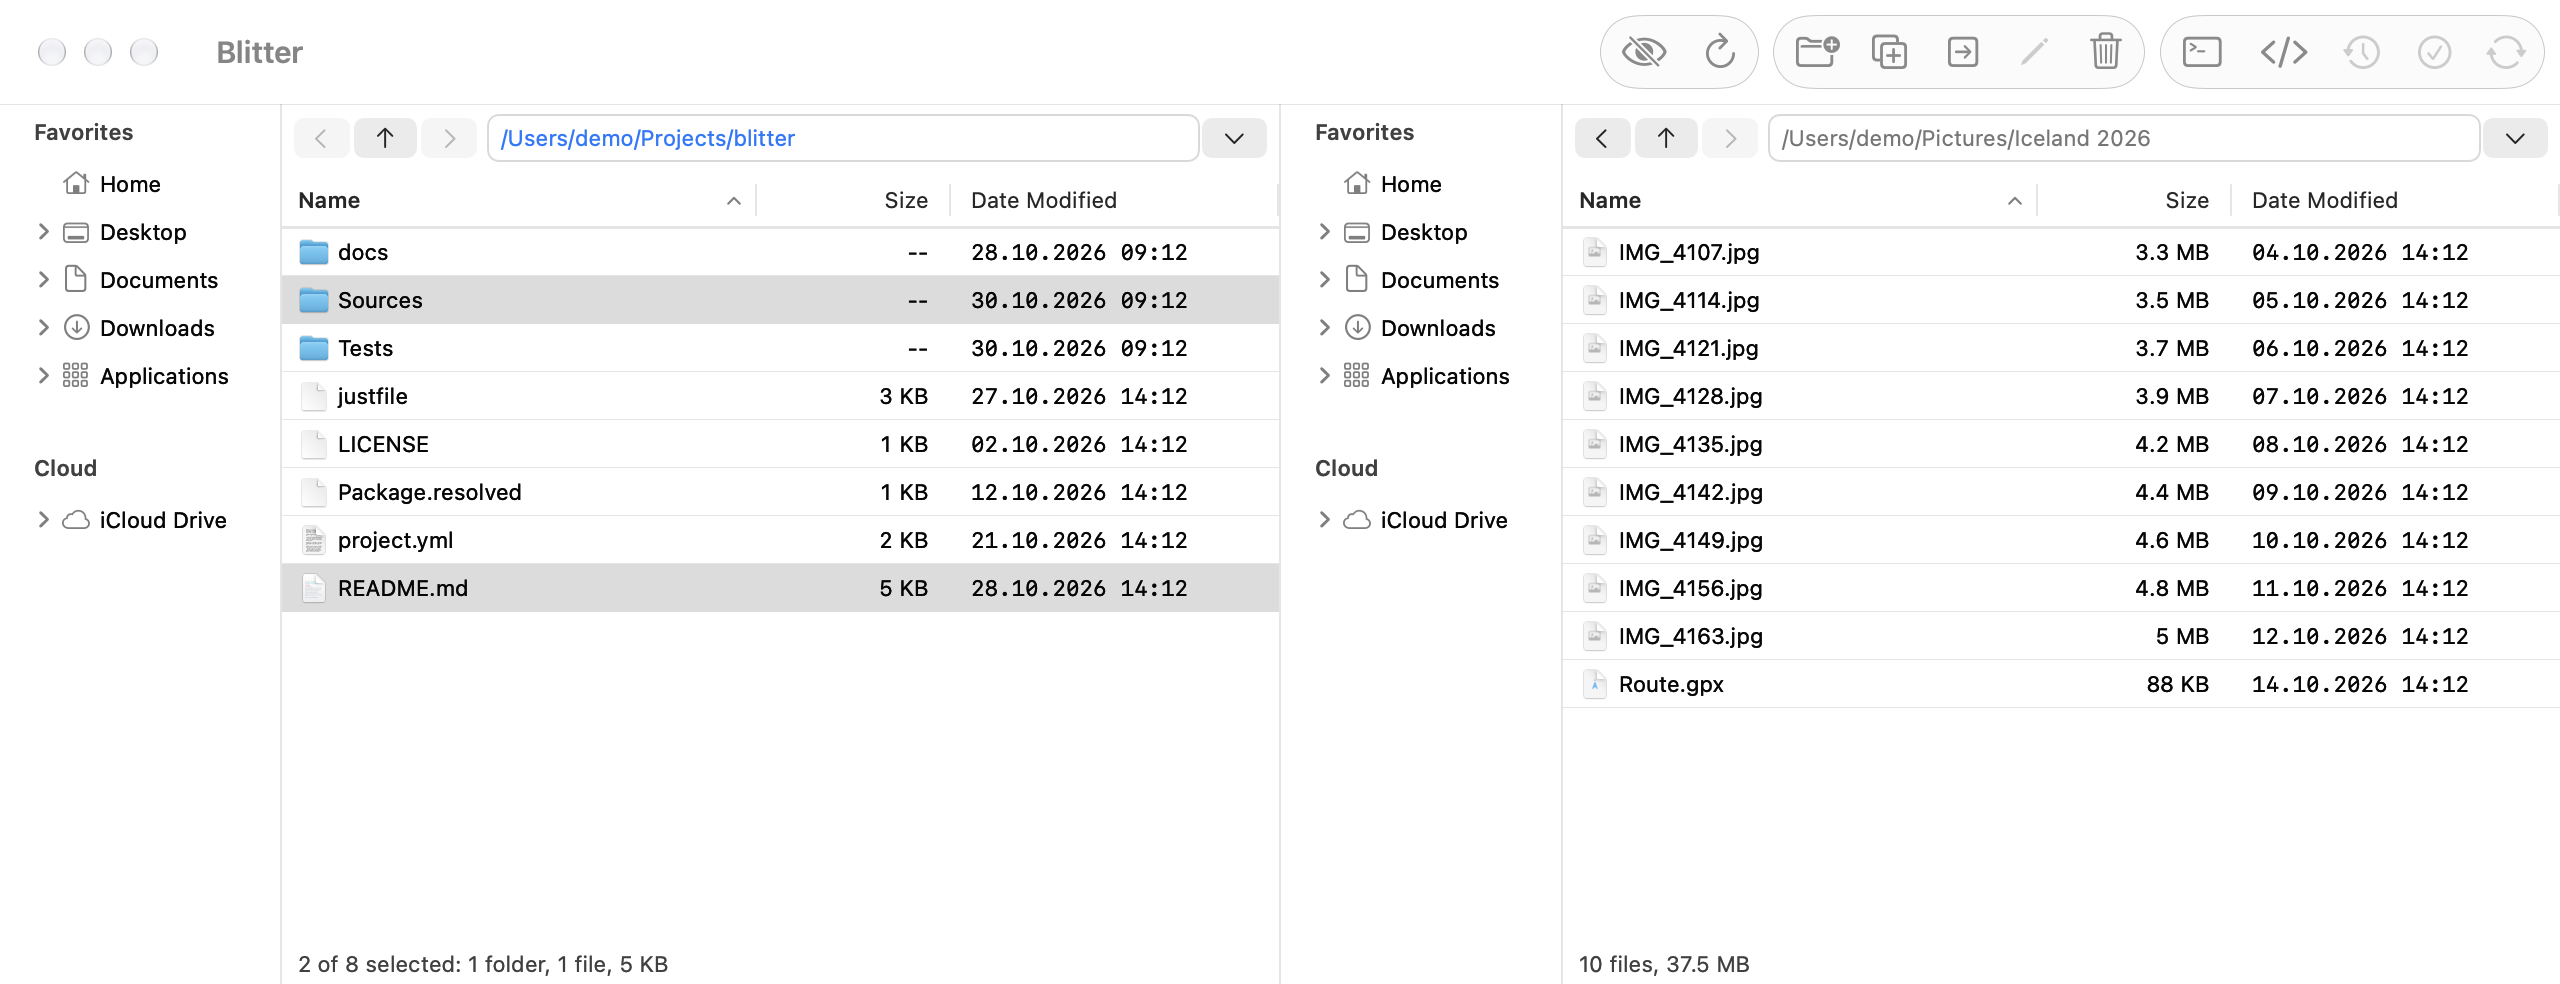 Blitter
Favorites
Home
Desktop
Documents
Downloads
Applications
Cloud
iCloud Drive
/Users/demo/Projects/blitter
Name Size Date Modified
docs -- 28.10.2026 09:12
Sources -- 30.10.2026 09:12
Tests -- 30.10.2026 09:12
justfile 3 KB 27.10.2026 14:12
LICENSE 1 KB 02.10.2026 14:12
Package.resolved 1 KB 12.10.2026 14:12
project.yml 2 KB 21.10.2026 14:12
README.md 5 KB 28.10.2026 14:12
2 of 8 selected: 1 folder, 1 file, 5 KB
Favorites
Home
Desktop
Documents
Downloads
Applications
Cloud
iCloud Drive
/Users/demo/Pictures/Iceland 2026
Name Size Date Modified
IMG_4107.jpg 3.3 MB 04.10.2026 14:12
IMG_4114.jpg 3.5 MB 05.10.2026 14:12
IMG_4121.jpg 3.7 MB 06.10.2026 14:12
IMG_4128.jpg 3.9 MB 07.10.2026 14:12
IMG_4135.jpg 4.2 MB 08.10.2026 14:12
IMG_4142.jpg 4.4 MB 09.10.2026 14:12
IMG_4149.jpg 4.6 MB 10.10.2026 14:12
IMG_4156.jpg 4.8 MB 11.10.2026 14:12
IMG_4163.jpg 5 MB 12.10.2026 14:12
Route.gpx 88 KB 14.10.2026 14:12
10 files, 37.5 MB